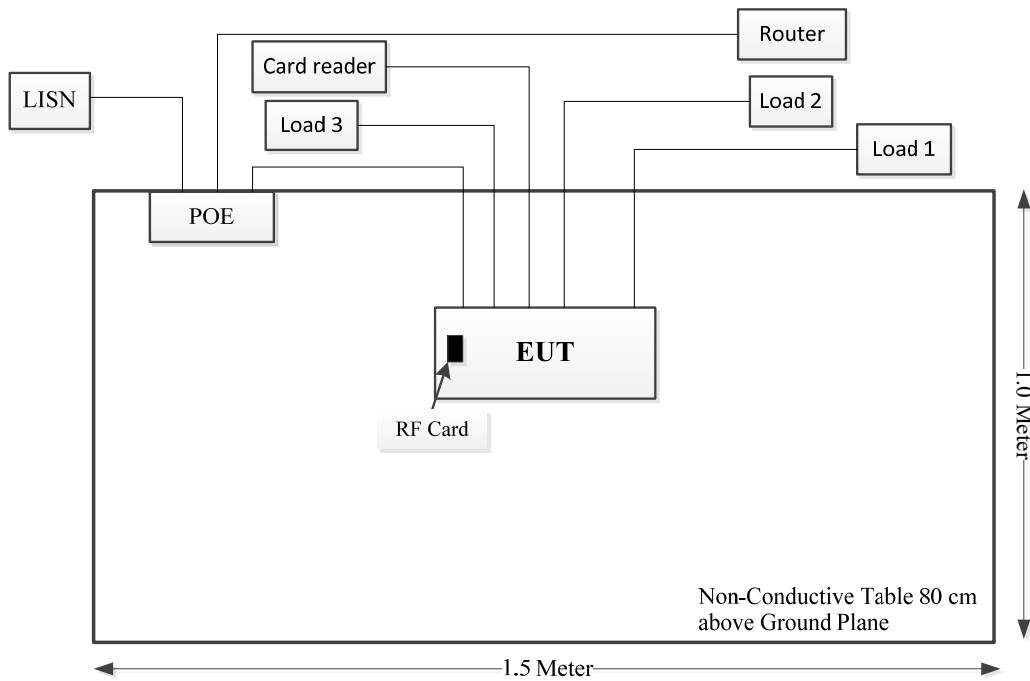 Router
Card reader
LISN
Load 2
Load 3
Load 1
POE
EUT
RF Card
1.0 Meter
Non-Conductive Table 80 cm
above Ground Plane
1.5 Meter